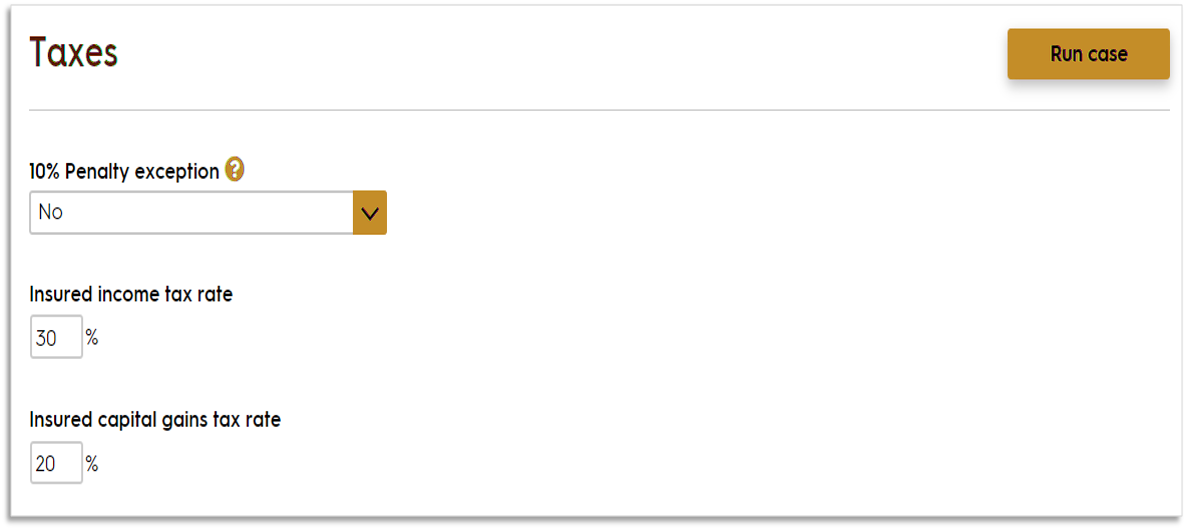 Taxes
Run case
10% Penalty exception ?
No
Insured income tax rate
30 %
Insured capital gains tax rate
20 %